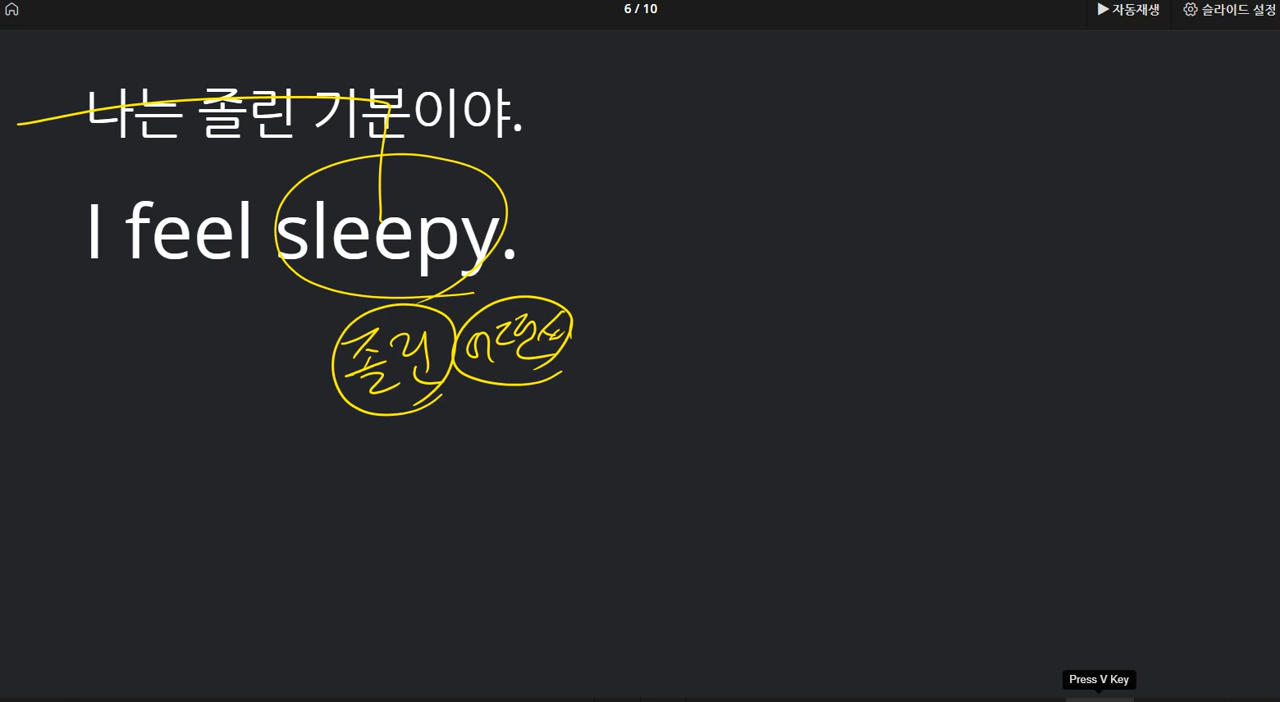 6 / 10
자동재생
슬라이드 설정
나는 졸린 기본이야.
I feel sleepy.
졸린
Press V Key